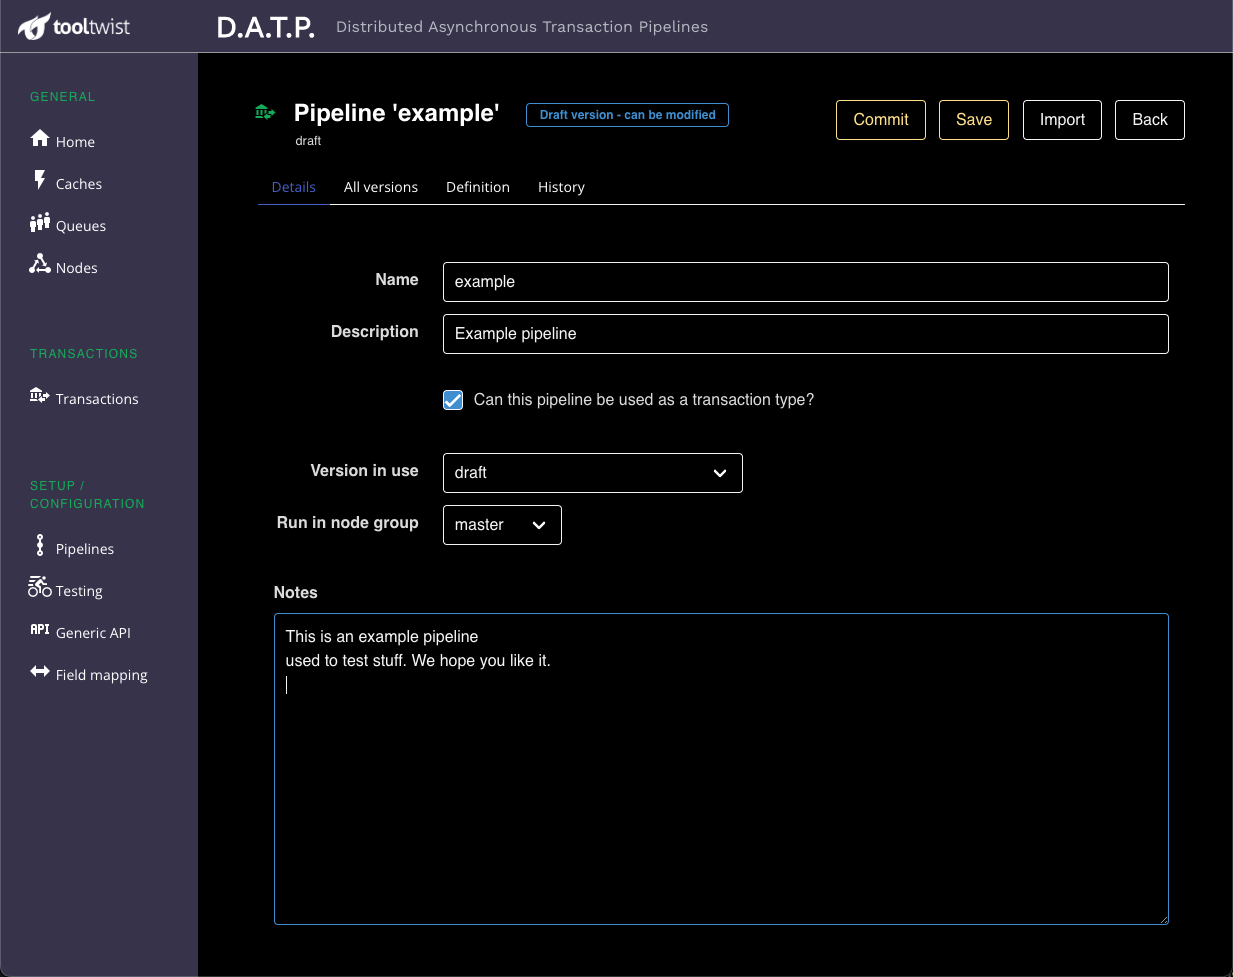 tooltwist
D.A.T.P. Distributed Asynchronous Transaction Pipelines
GENERAL
Home
Caches
Queues
Nodes
TRANSACTIONS
Transactions
SETUP /
CONFIGURATION
Pipelines
Testing
API Generic API
Field mapping
Pipeline 'example' Draft version - can be modified
draft
Commit Save Import Back
Details All versions Definition History
Name example
Description Example pipeline
Can this pipeline be used as a transaction type?
Version in use draft
Run in node group master
Notes
This is an example pipeline
used to test stuff. We hope you like it.